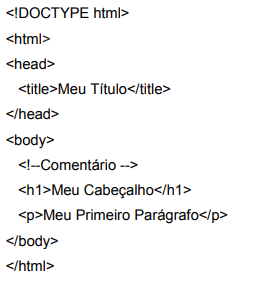 <!DOCTYPE html>
<html>
<head>
<title>Meu Título</title>
</head>
<body>
<!--Comentário -->
<h1>Meu Cabeçalho</h1>
<p>Meu Primeiro Parágrafo</p>
</body>
</html>